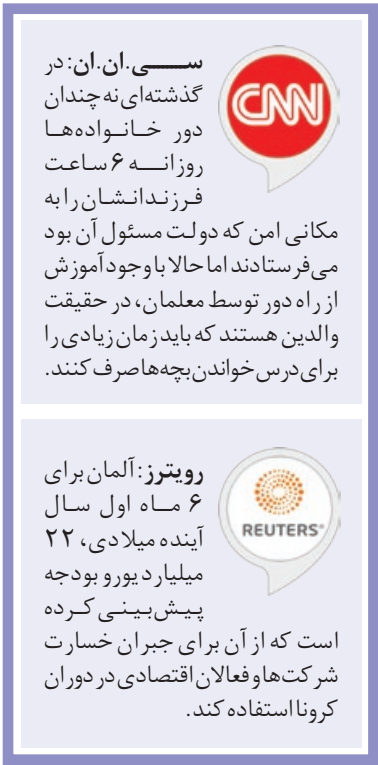 CNN
ســـی.ان.ان: در
گذشته‌ای نه چندان
دور خانواده‌ها
روزانه ۶ ساعت
فرزندانشان را به
مکانی امن که دولت مسئول آن بود
می‌فرستادند اما حالا با وجود آموزش
از راه دور توسط معلمان، در حقیقت
والدین هستند که باید زمان زیادی را
برای درس خواندن بچه‌ها صرف کنند.
REUTERS
رویترز: آلمان برای
۶ ماه اول سال
آینده میلادی، ۲۲
میلیارد یورو بودجه
پیش‌بینی کرده
است که از آن برای جبران خسارت
شرکت‌ها و فعالان اقتصادی در دوران
کرونا استفاده کند.